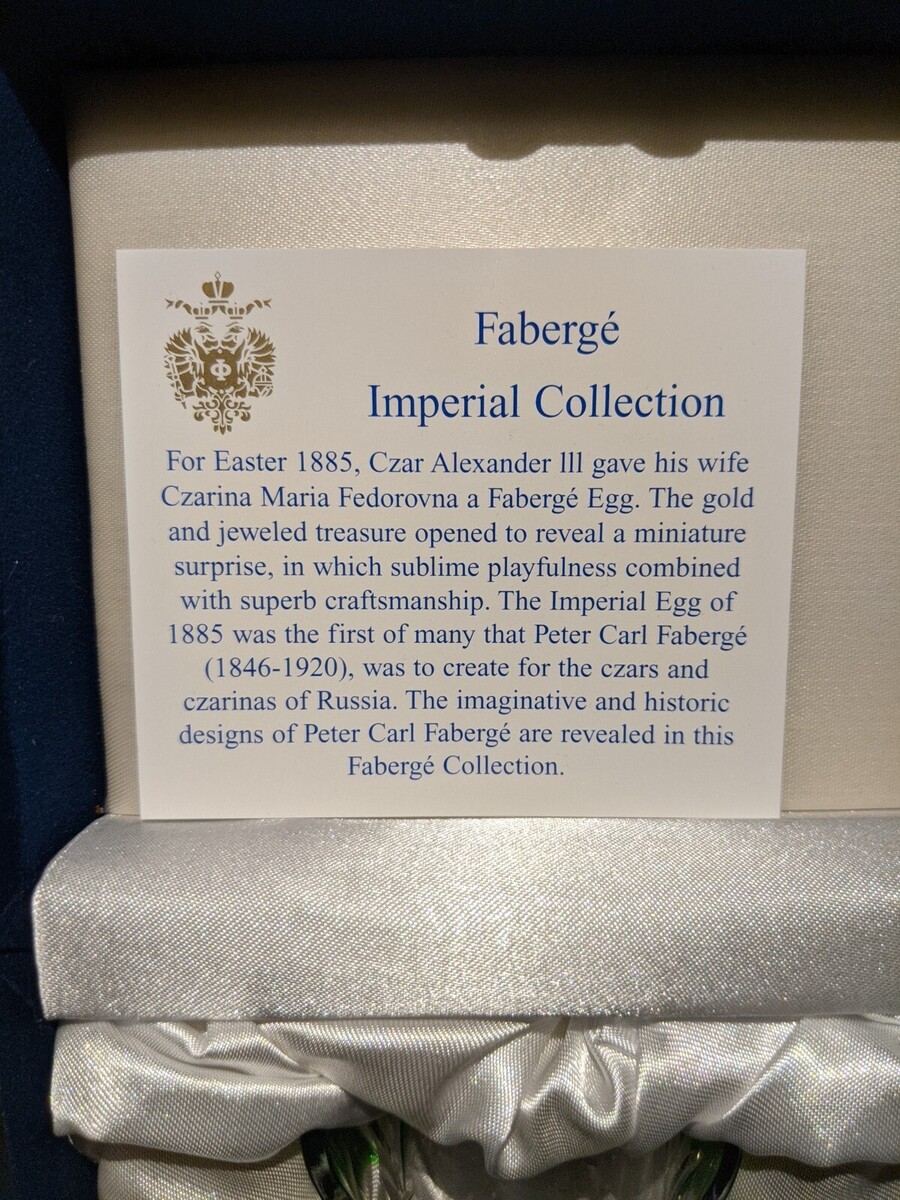 Fabergé
Imperial Collection
For Easter 1885, Czar Alexander lll gave his wife
Czarina Maria Fedorovna a Fabergé Egg. The gold
and jeweled treasure opened to reveal a miniature
surprise, in which sublime playfulness combined
with superb craftsmanship. The Imperial Egg of
1885 was the first of many that Peter Carl Fabergé
(1846-1920), was to create for the czars and
czarinas of Russia. The imaginative and historic
designs of Peter Carl Fabergé are revealed in this
Fabergé Collection.